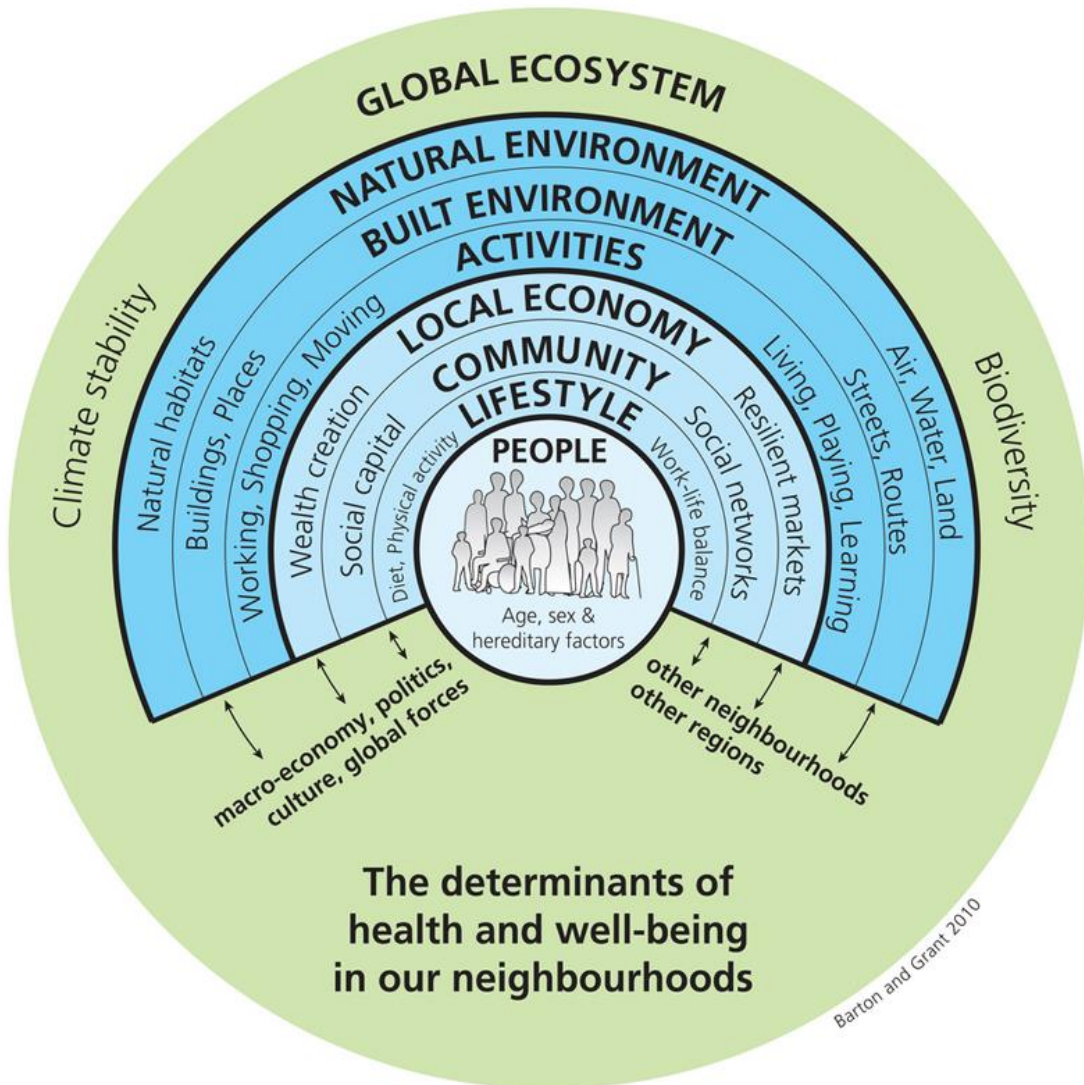 GLOBAL ECOSYSTEM
NATURAL ENVIRONMENT
BUILT ENVIRONMENT
ACTIVITIES
LOCAL ECONOMY
COMMUNITY
LIFESTYLE
PEOPLE
Age, sex &
hereditary factors
Climate stability
Natural habitats
Buildings, Places
Working, Shopping, Moving
Wealth creation
Social capital
Diet, Physical activity
Work-life balance
Social networks
Resilient markets
Living, Playing, Learning
Streets, Routes
Air, Water, Land
Biodiversity
macro-economy, politics,
culture, global forces
other neighbourhoods
other regions
The determinants of
health and well-being
in our neighbourhoods
Barton and Grant 2010